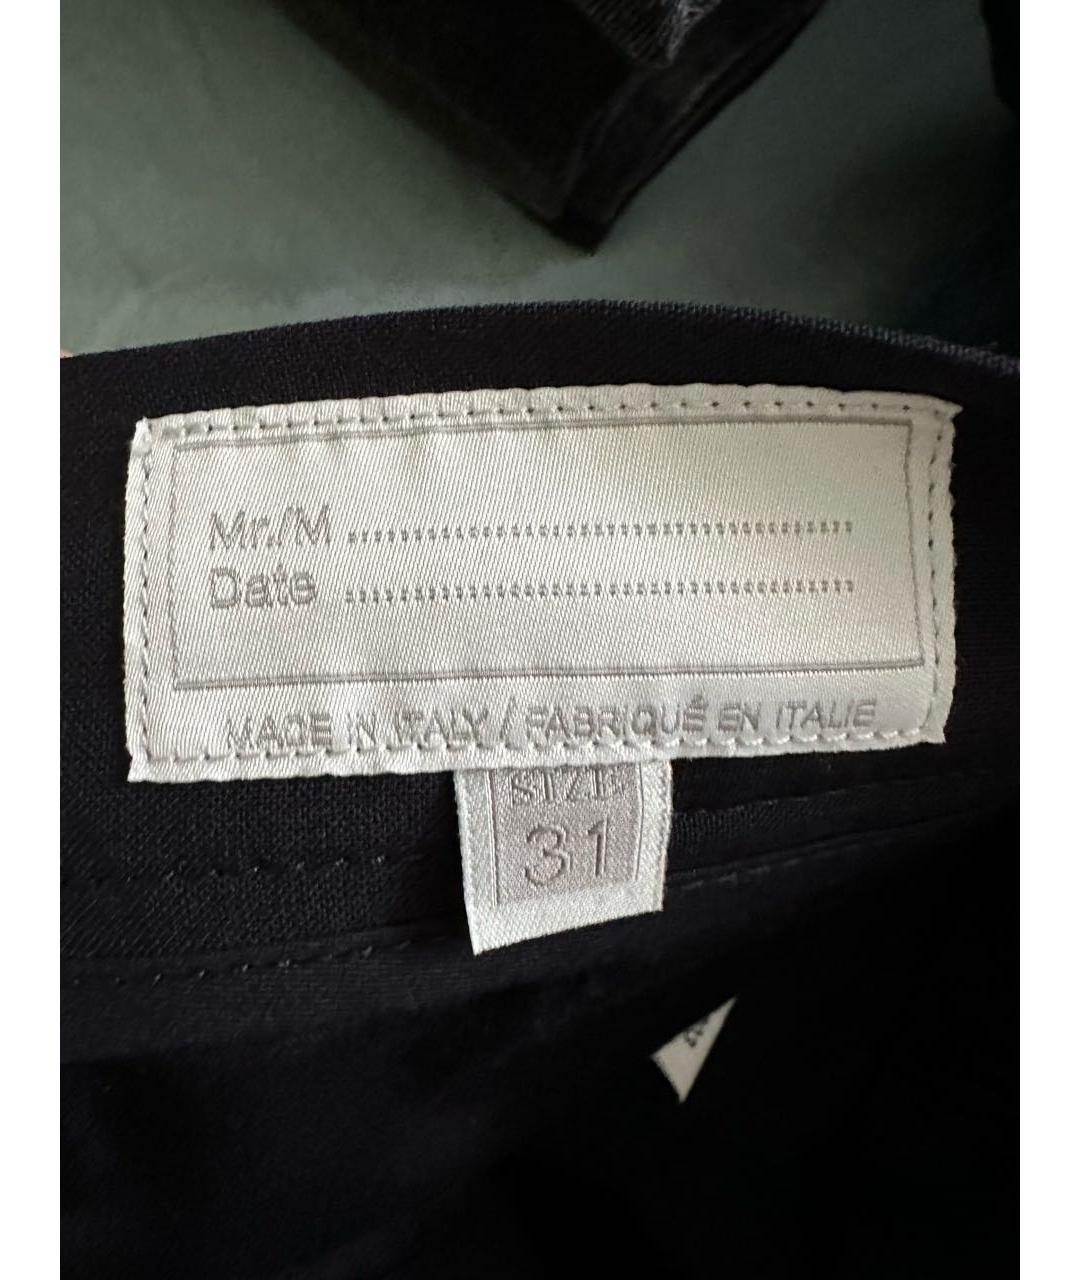 Mr./M
Date
MADE IN ITALY / FABRIQUÉ EN ITALIE
SIZE
31